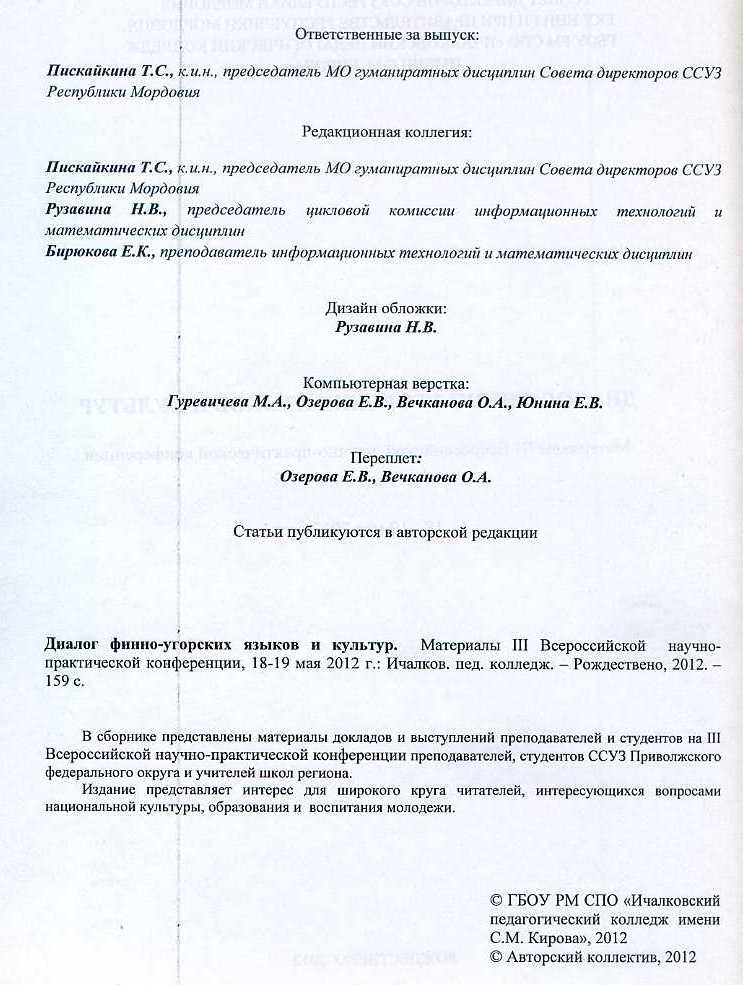 Ответственные за выпуск:
Пискайкина Т.С., к.и.н., председатель МО гуманиратных дисциплин Совета директоров ССУЗ
Республики Мордовия
Редакционная коллегия:
Пискайкина Т.С., к.и.н., председатель МО гуманиратных дисциплин Совета директоров ССУЗ
Республики Мордовия
Рузавина Н.В., председатель цикловой комиссии информационных технологий и
математических дисциплин
Бирюкова Е.К., преподаватель информационных технологий и математических дисциплин
Дизайн обложки:
Рузавина Н.В.
Компьютерная верстка:
Гуревичева М.А., Озерова Е.В., Вечканова О.А., Юнина Е.В.
Переплет:
Озерова Е.В., Вечканова О.А.
Статьи публикуются в авторской редакции
Диалог финно-угорских языков и культур. Материалы III Всероссийской научно-
практической конференции, 18-19 мая 2012 г.: Ичалков. пед. колледж. – Рождествено, 2012. –
159 с.
В сборнике представлены материалы докладов и выступлений преподавателей и студентов на III
Всероссийской научно-практической конференции преподавателей, студентов ССУЗ Приволжского
федерального округа и учителей школ региона.
Издание представляет интерес для широкого круга читателей, интересующихся вопросами
национальной культуры, образования и воспитания молодежи.
© ГБОУ РМ СПО «Ичалковский
педагогический колледж имени
С.М. Кирова», 2012
© Авторский коллектив, 2012